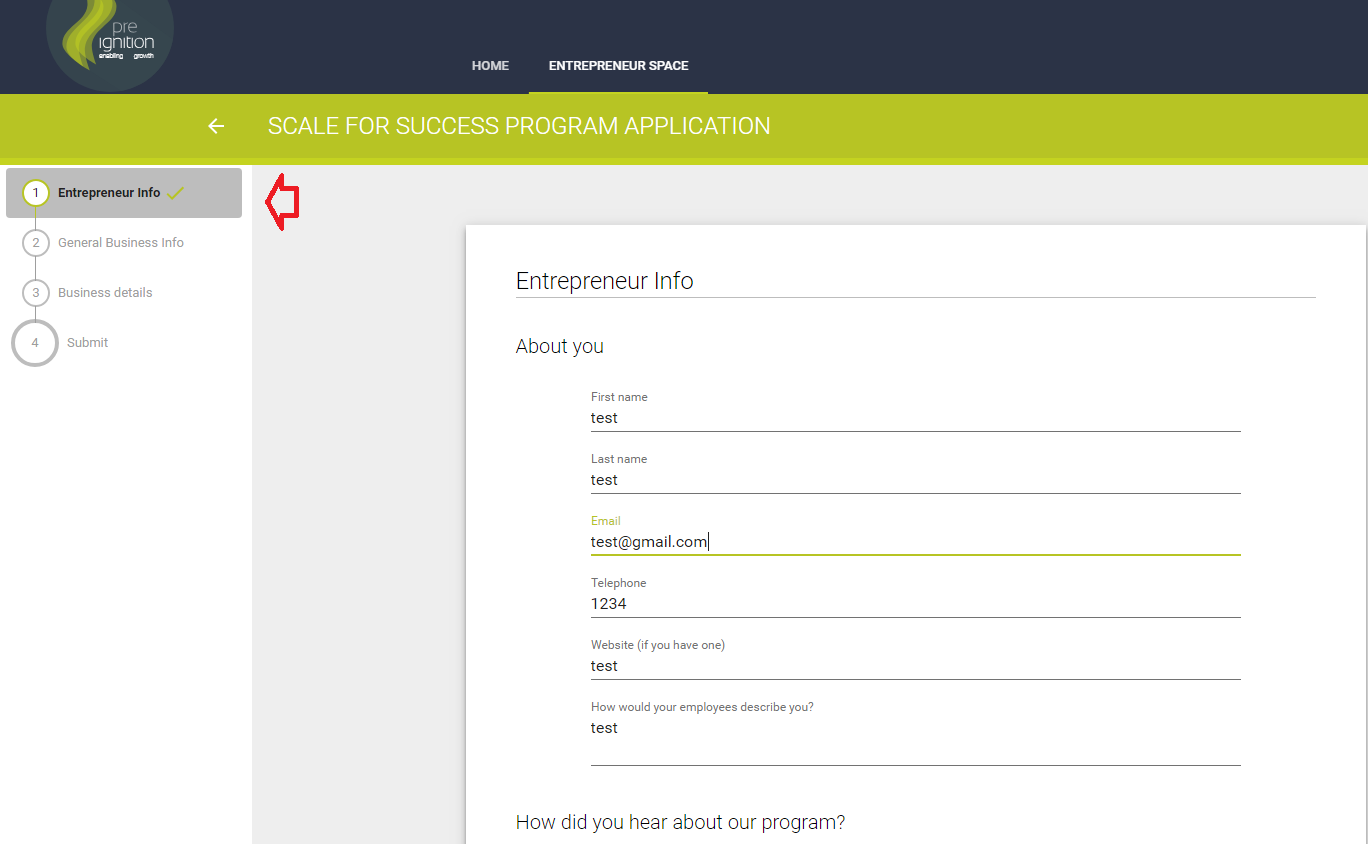 pre
ignition
enabling growth
HOME
ENTREPRENEUR SPACE
SCALE FOR SUCCESS PROGRAM APPLICATION
1 Entrepreneur Info
2 General Business Info
3 Business details
4 Submit
Entrepreneur Info
About you
First name
test
Last name
test
Email
test@gmail.com
Telephone
1234
Website (if you have one)
test
How would your employees describe you?
test
How did you hear about our program?